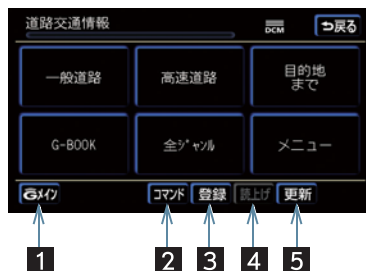 道路交通情報 DCM 戻る
一般道路 高速道路 目的地
まで
G-BOOK 全ｼﾞｬﾝﾙ メニュー
Gﾒｲﾝ コマンド 登録 読上げ 更新
1 2 3 4 5